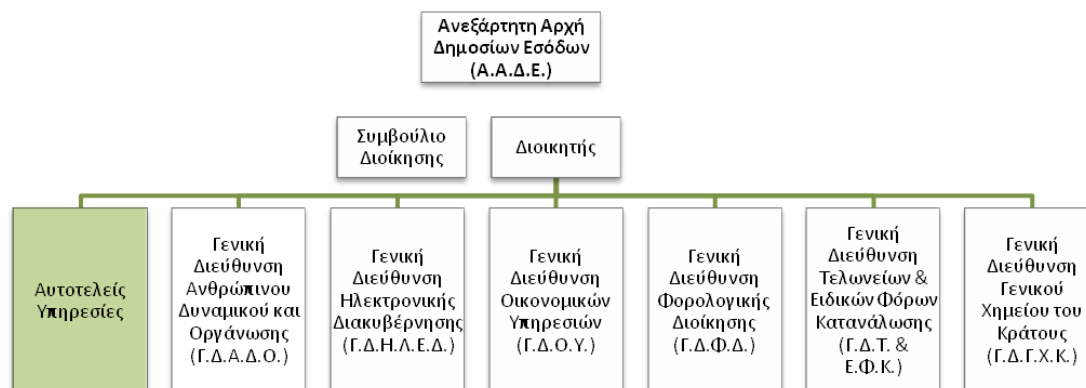 Ανεξάρτητη Αρχή
Δημοσίων Εσόδων
(Α.Α.Δ.Ε.)
Συμβούλιο
Διοίκησης
Διοικητής
Αυτοτελείς
Υπηρεσίες
Γενική
Διεύθυνση
Ανθρώπινου
Δυναμικού και
Οργάνωσης
(Γ.Δ.Α.Δ.Ο.)
Γενική
Διεύθυνση
Ηλεκτρονικής
Διακυβέρνησης
(Γ.Δ.Η.Λ.Ε.Δ.)
Γενική
Διεύθυνση
Οικονομικών
Υπηρεσιών
(Γ.Δ.Ο.Υ.)
Γενική
Διεύθυνση
Φορολογικής
Διοίκησης
(Γ.Δ.Φ.Δ.)
Γενική
Διεύθυνση
Τελωνείων &
Ειδικών Φόρων
Κατανάλωσης
(Γ.Δ.Τ. &
Ε.Φ.Κ.)
Γενική
Διεύθυνση
Γενικού
Χημείου του
Κράτους
(Γ.Δ.Γ.Χ.Κ.)